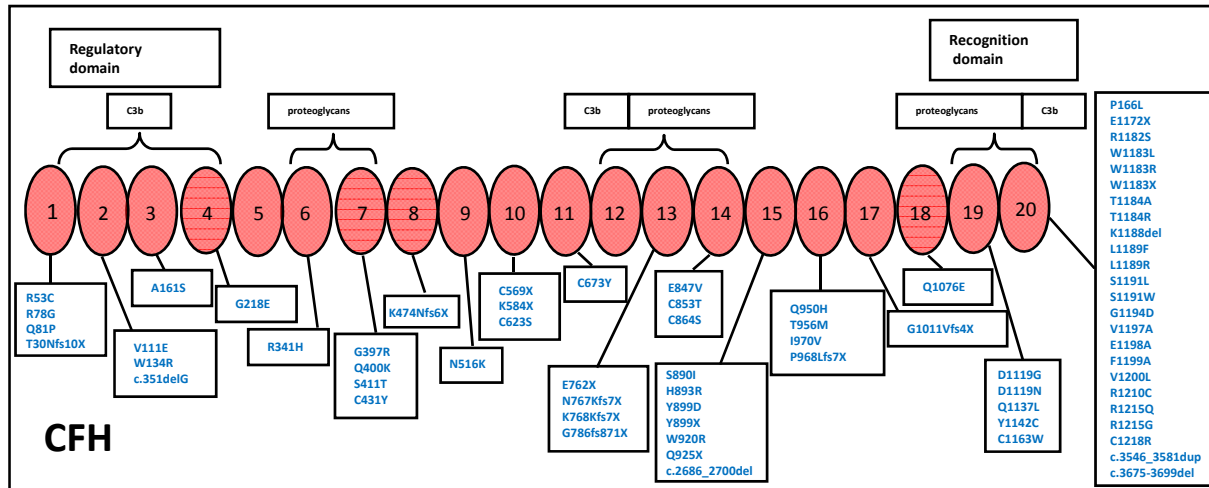 Regulatory
domain
Recognition
domain
C3b
proteoglycans
C3b
proteoglycans
proteoglycans
C3b
1
2
3
4
5
6
7
8
9
10
11
12
13
14
15
16
17
18
19
20
R53C
R78G
Q81P
T30Nfs10X
V111E
W134R
c.351delG
A161S
G218E
R341H
G397R
Q400K
S411T
C431Y
K474Nfs6X
N516K
C569X
K584X
C623S
C673Y
E762X
N767Kfs7X
K768Kfs7X
G786fs871X
E847V
C853T
C864S
S890I
H893R
Y899D
Y899X
W920R
Q925X
c.2686_2700del
Q950H
T956M
I970V
P968Lfs7X
G1011Vfs4X
Q1076E
D1119G
D1119N
Q1137L
Y1142C
C1163W
P166L
E1172X
R1182S
W1183L
W1183R
W1183X
T1184A
T1184R
K1188del
L1189F
L1189R
S1191L
S1191W
G1194D
V1197A
E1198A
F1199A
V1200L
R1210C
R1215Q
R1215G
C1218R
c.3546_3581dup
c.3675-3699del
CFH